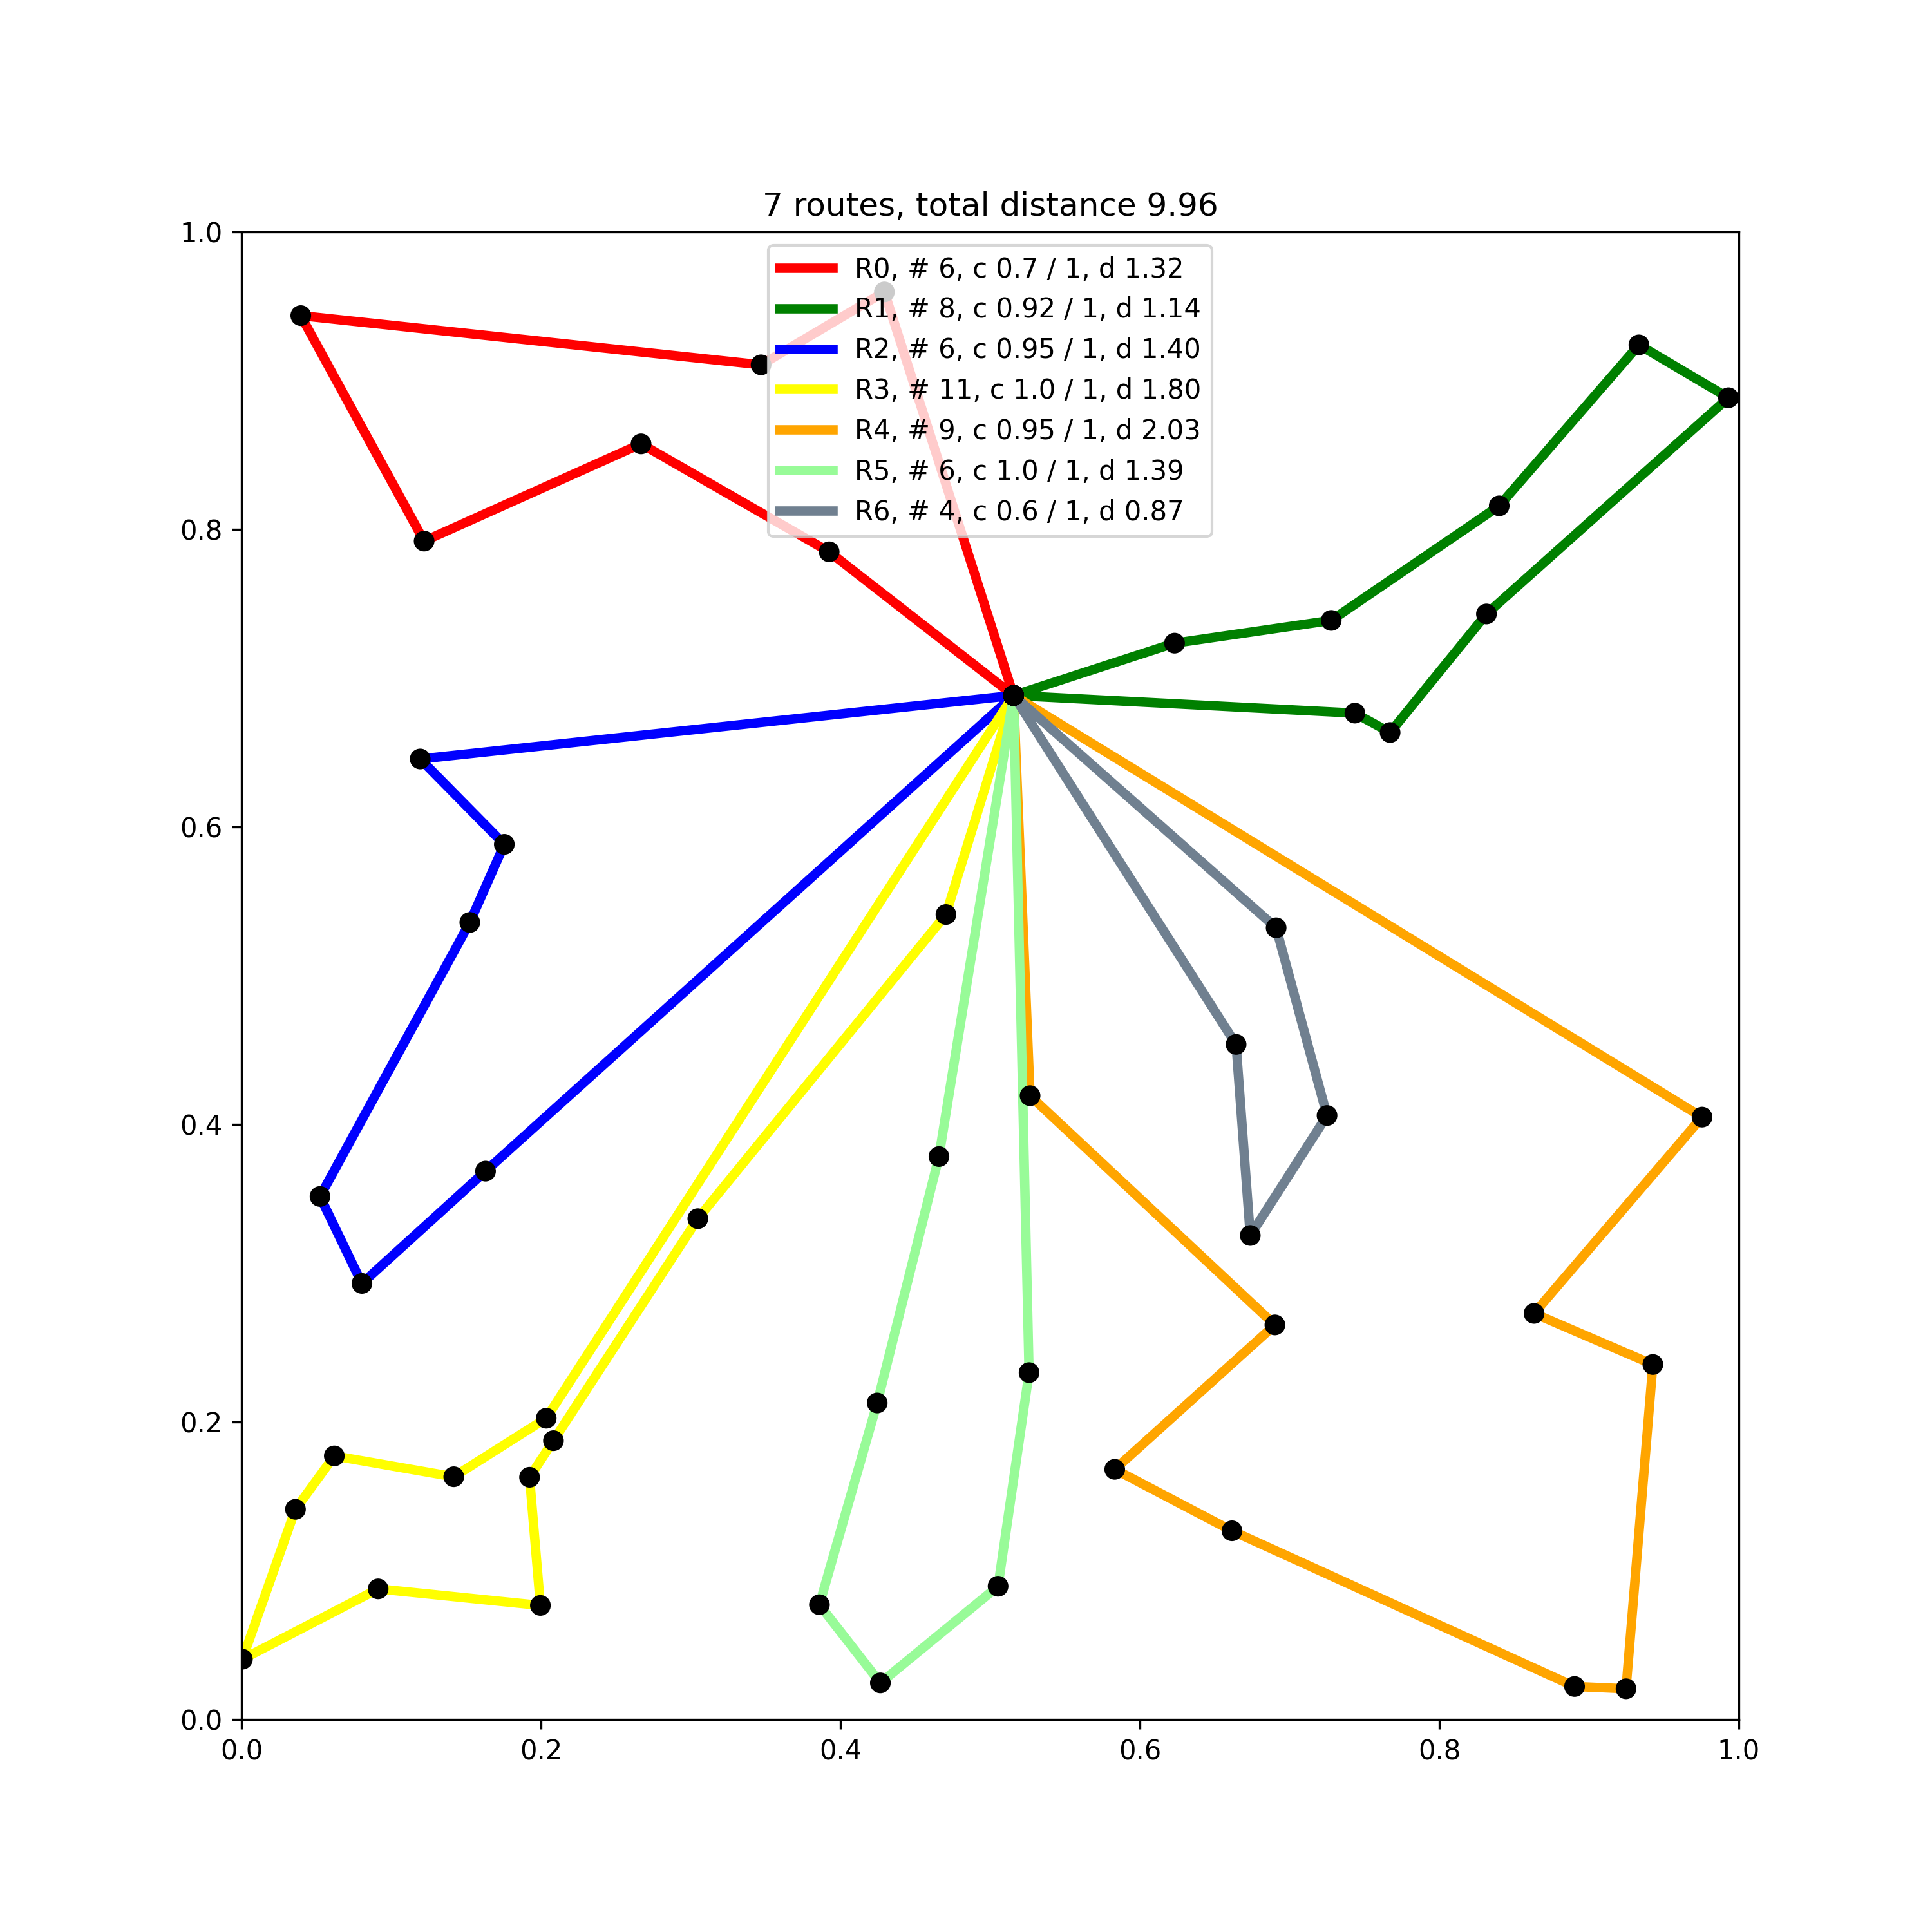 7 routes, total distance 9.96
R0, # 6, c 0.7 / 1, d 1.32
R1, # 8, c 0.92 / 1, d 1.14
R2, # 6, c 0.95 / 1, d 1.40
R3, # 11, c 1.0 / 1, d 1.80
R4, # 9, c 0.95 / 1, d 2.03
R5, # 6, c 1.0 / 1, d 1.39
R6, # 4, c 0.6 / 1, d 0.87
1.0
0.8
0.6
0.4
0.2
0.0
0.0 0.2 0.4 0.6 0.8 1.0